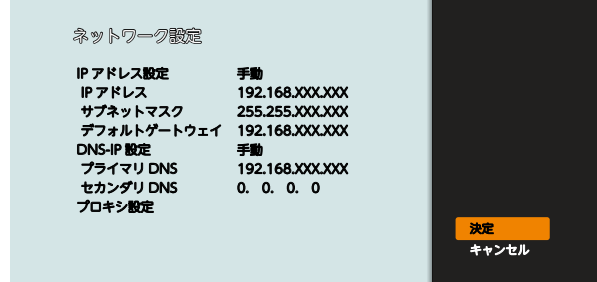 ネットワーク設定
IP アドレス設定 手動
IP アドレス 192.168.XXX.XXX
サブネットマスク 255.255.XXX.XXX
デフォルトゲートウェイ 192.168.XXX.XXX
DNS-IP 設定 手動
プライマリ DNS 192.168.XXX.XXX
セカンダリ DNS 0. 0. 0. 0
プロキシ設定
決定
キャンセル